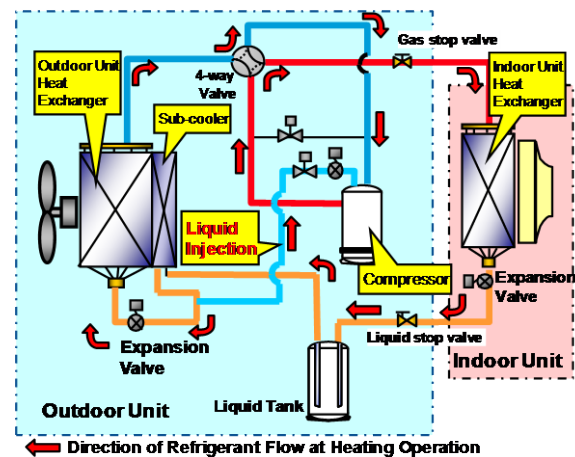 Gas stop valve
Outdoor Unit
Heat
Exchanger
4-way
Valve
Indoor Unit
Heat
Exchanger
Sub-cooler
Liquid
Injection
Compressor
Expansion
Valve
Liquid stop valve
Expansion
Valve
Indoor Unit
Outdoor Unit
Liquid Tank
Direction of Refrigerant Flow at Heating Operation